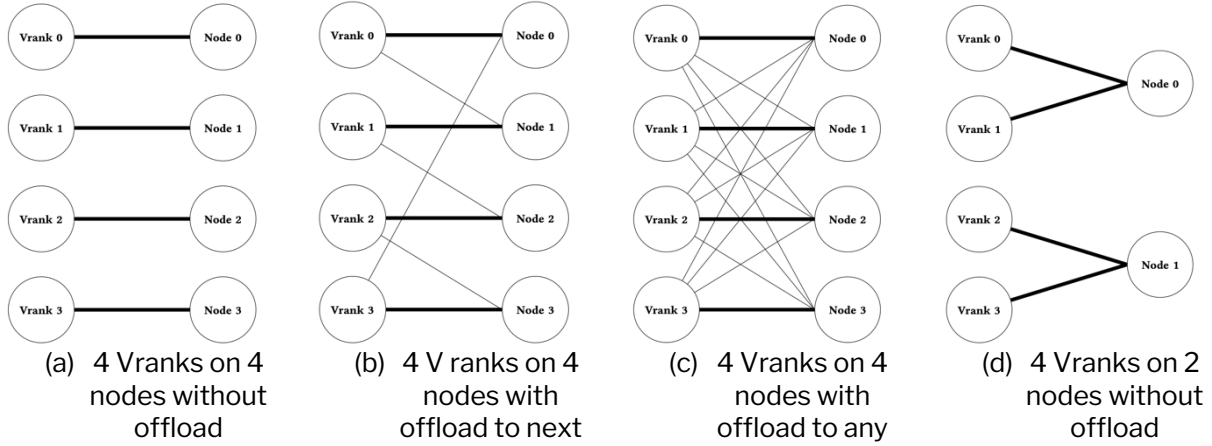 Vrank 0
Node 0
Vrank 1
Node 1
Vrank 2
Node 2
Vrank 3
Node 3
(a) 4 Vranks on 4
nodes without
offload
Vrank 0
Node 0
Vrank 1
Node 1
Vrank 2
Node 2
Vrank 3
Node 3
(b) 4 V ranks on 4
nodes with
offload to next
Vrank 0
Node 0
Vrank 1
Node 1
Vrank 2
Node 2
Vrank 3
Node 3
(c) 4 Vranks on 4
nodes with
offload to any
Vrank 0
Node 0
Vrank 1
Vrank 2
Node 1
Vrank 3
(d) 4 Vranks on 2
nodes without
offload